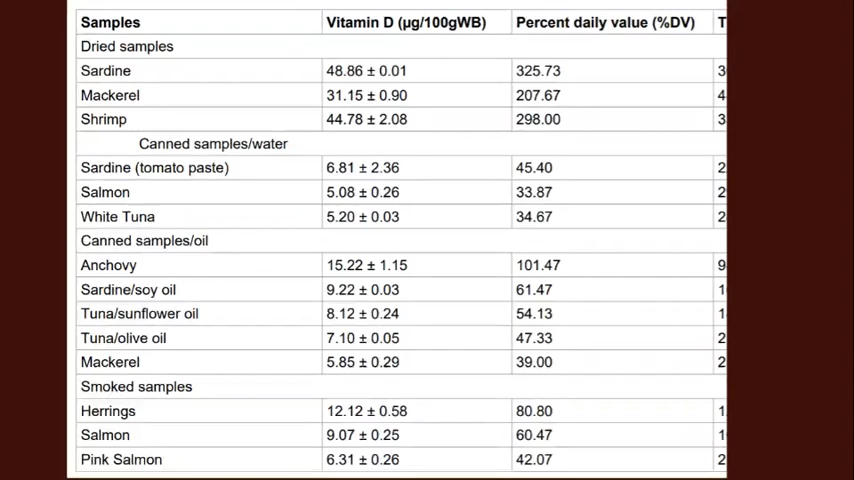 Samples Vitamin D (µg/100gWB) Percent daily value (%DV)
Dried samples
Sardine 48.86 ± 0.01 325.73
Mackerel 31.15 ± 0.90 207.67
Shrimp 44.78 ± 2.08 298.00
Canned samples/water
Sardine (tomato paste) 6.81 ± 2.36 45.40
Salmon 5.08 ± 0.26 33.87
White Tuna 5.20 ± 0.03 34.67
Canned samples/oil
Anchovy 15.22 ± 1.15 101.47
Sardine/soy oil 9.22 ± 0.03 61.47
Tuna/sunflower oil 8.12 ± 0.24 54.13
Tuna/olive oil 7.10 ± 0.05 47.33
Mackerel 5.85 ± 0.29 39.00
Smoked samples
Herrings 12.12 ± 0.58 80.80
Salmon 9.07 ± 0.25 60.47
Pink Salmon 6.31 ± 0.26 42.07